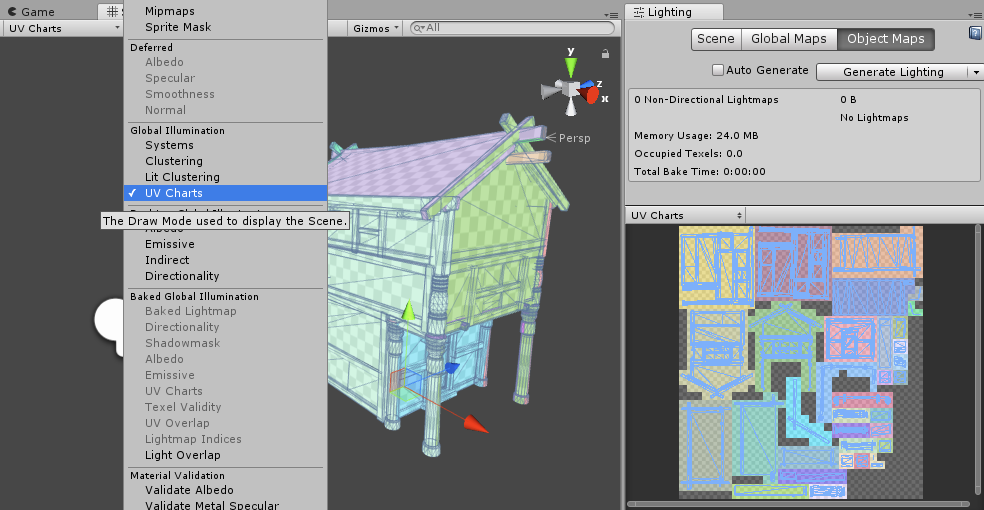 Game
UV Charts
Mipmaps
Sprite Mask
Deferred
Albedo
Specular
Smoothness
Normal
Global Illumination
Systems
Clustering
Lit Clustering
✓ UV Charts
The Draw Mode used to display the Scene.
Albedo
Emissive
Indirect
Directionality
Baked Global Illumination
Baked Lightmap
Directionality
Shadowmask
Albedo
Emissive
UV Charts
Texel Validity
UV Overlap
Lightmap Indices
Light Overlap
Material Validation
Validate Albedo
Validate Metal Specular
Gizmos
All
y
z
x
Persp
Lighting
Scene Global Maps Object Maps
Auto Generate Generate Lighting
0 Non-Directional Lightmaps 0 B
No Lightmaps
Memory Usage: 24.0 MB
Occupied Texels: 0.0
Total Bake Time: 0:00:00
UV Charts